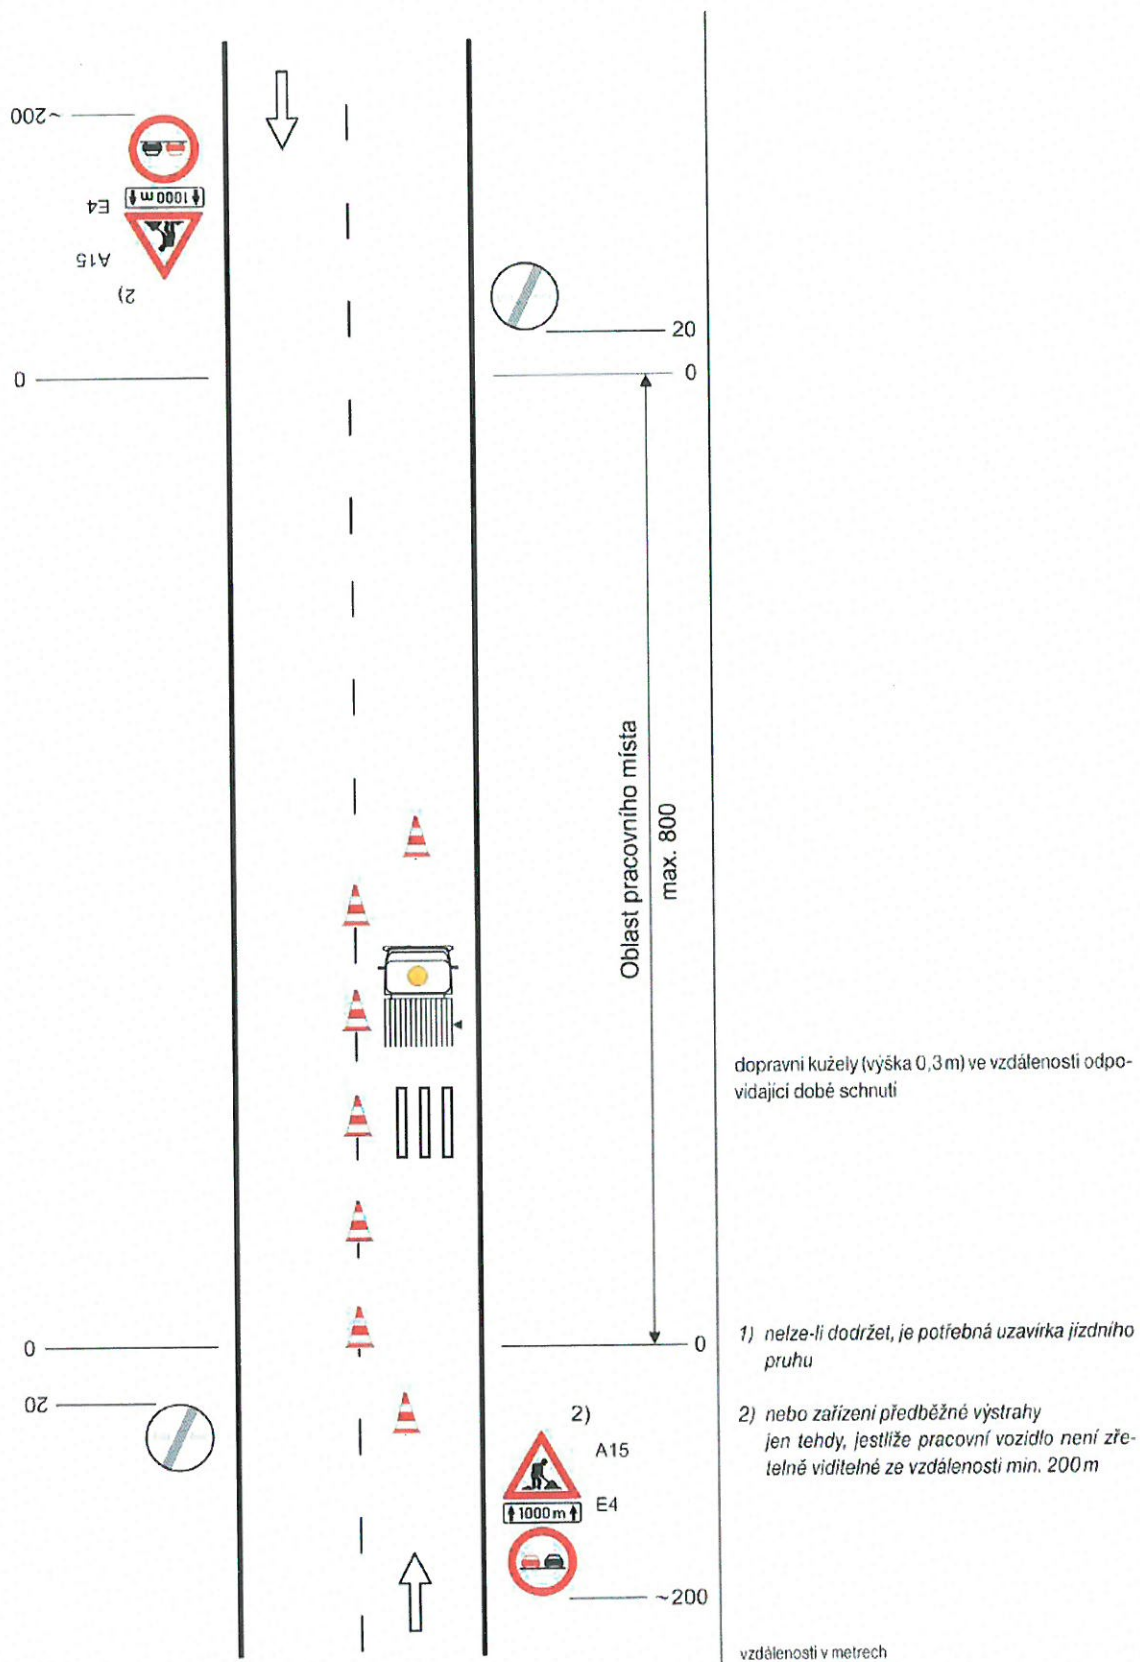 ~200
1000 m
E4
A15
2)
20
0
0
Oblast pracovního místa
max. 800
dopravní kužely (výška 0,3 m) ve vzdálenosti odpo-
vídající době schnutí
0
0
20
1) nelze-li dodržet, je potřebná uzavírka jízdního
pruhu
2) nebo zařízení předběžné výstrahy
jen tehdy, jestliže pracovní vozidlo není zře-
telně viditelné ze vzdálenosti min. 200 m
2)
A15
E4
1000 m
~200
vzdálenosti v metrech